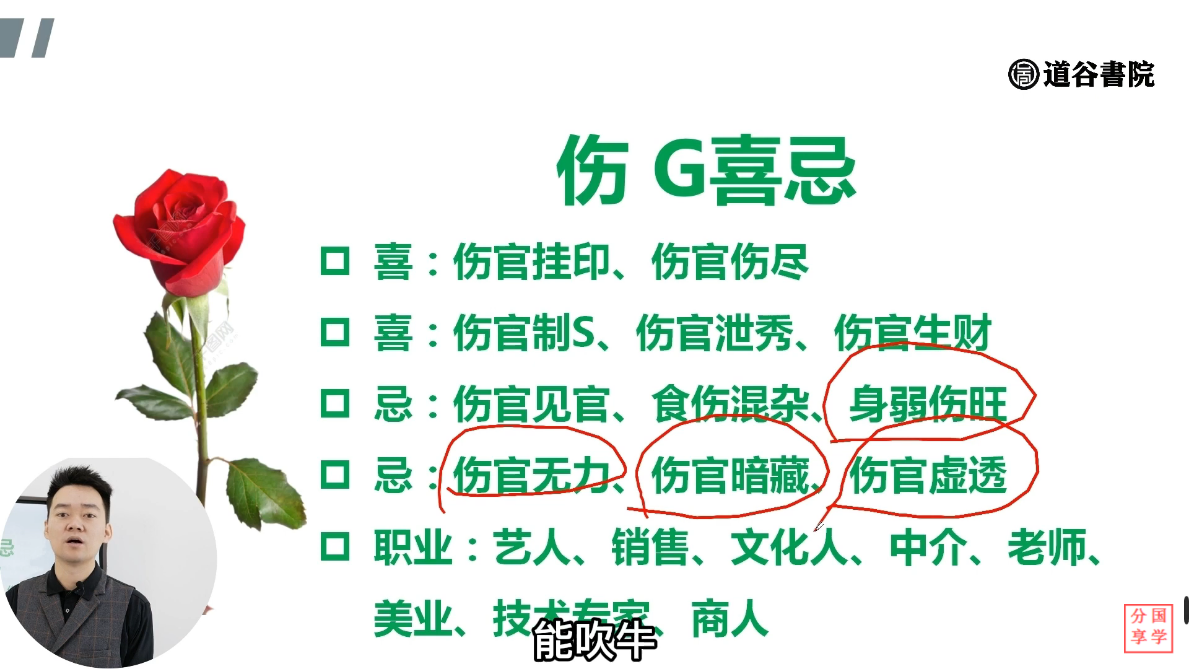 道谷書院
伤 G喜忌
喜：伤官挂印、伤官伤尽
喜：伤官制S、伤官泄秀、伤官生财
忌：伤官见官、食伤混杂、身弱伤旺
忌：伤官无力、伤官暗藏、伤官虚透
职业：艺人、销售、文化人、中介、老师、
美业、技术专家、商人
能吹牛
分国
享学